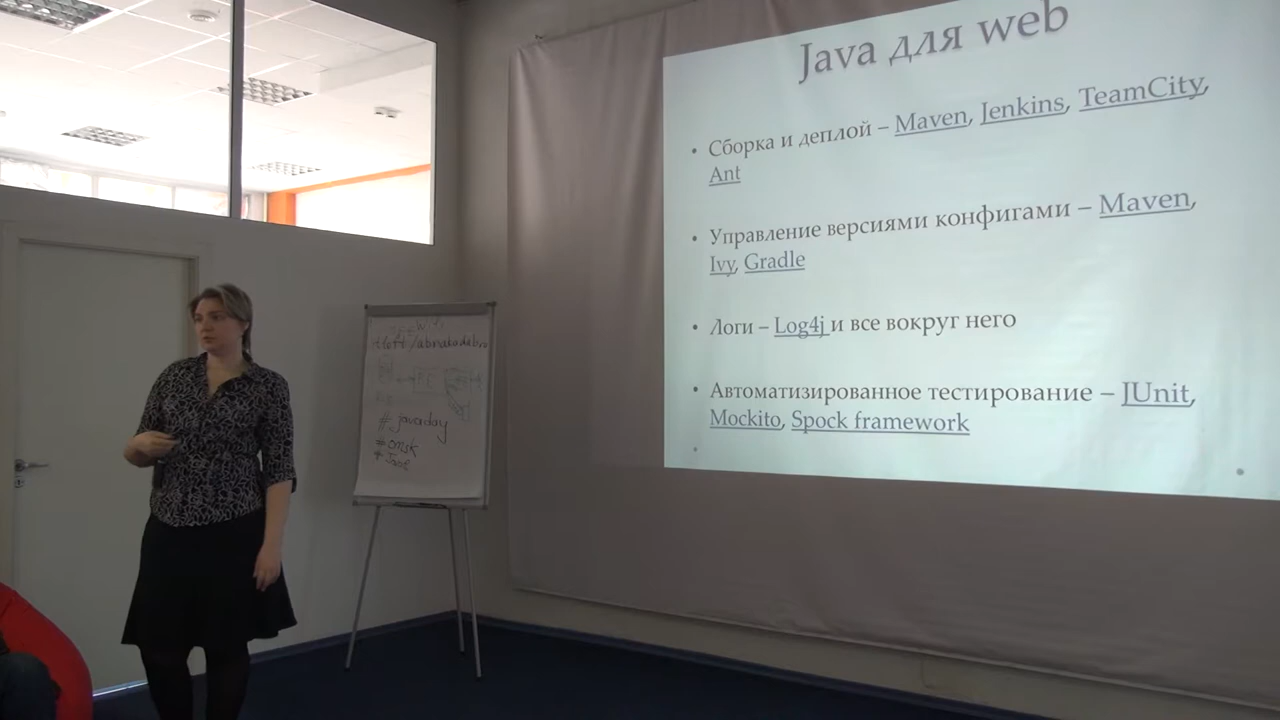 Java для web
• Сборка и деплой – Maven, Jenkins, TeamCity,
Ant
• Управление версиями конфигами – Maven,
Ivy, Gradle
• Логи – Log4j и все вокруг него
• Автоматизированное тестирование – JUnit,
Mockito, Spock framework
# javaday
# omsk